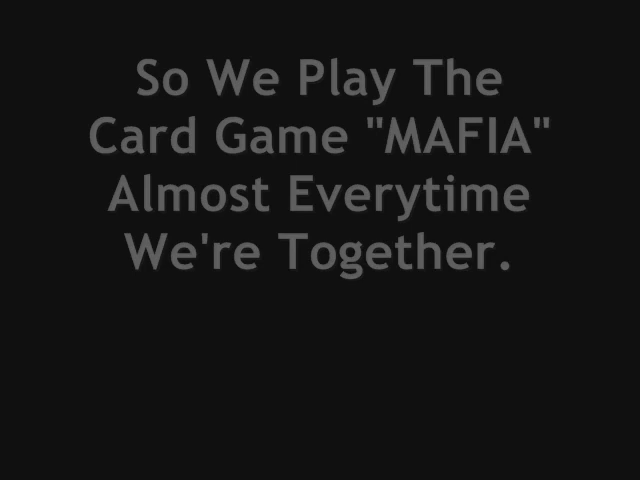 So We Play The
Card Game "MAFIA"
Almost Everytime
We're Together.